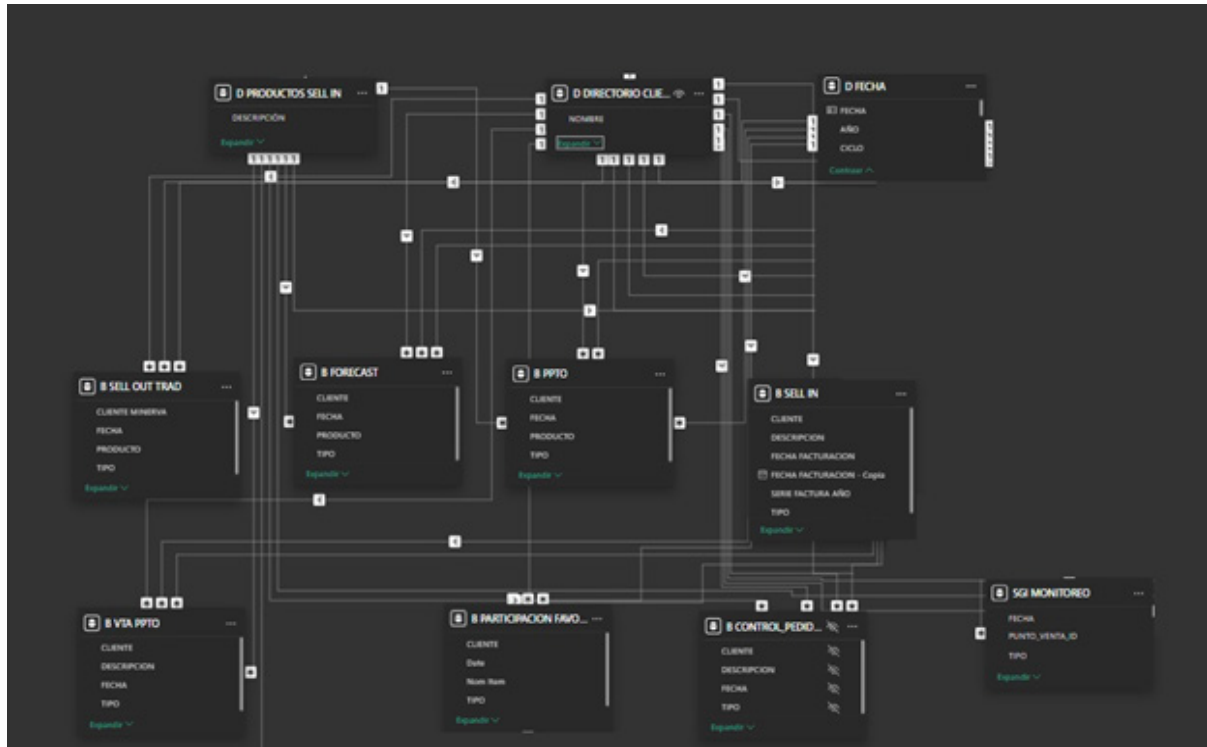 D PRODUCTOS SELL IN
DESCRIPCIÓN
Expandir
D DIRECTORIO CLIE...
NOMBRE
Expandir
D FECHA
FECHA
AÑO
CICLO
Contraer
B SELL OUT TRAD
CLIENTE MINERVA
FECHA
PRODUCTO
TIPO
Expandir
B FORECAST
CLIENTE
FECHA
PRODUCTO
TIPO
Expandir
B PPTO
CLIENTE
FECHA
PRODUCTO
TIPO
Expandir
B SELL IN
CLIENTE
DESCRIPCION
FECHA FACTURACION
FECHA FACTURACION - Copia
SERIE FACTURA AÑO
TIPO
Expandir
B VTA PPTO
CLIENTE
DESCRIPCION
FECHA
TIPO
Expandir
B PARTICIPACION FAVO...
CLIENTE
Date
Nom Item
TIPO
Expandir
B CONTROL_PEDID...
CLIENTE
DESCRIPCION
FECHA
TIPO
Expandir
SGI MONITOREO
FECHA
PUNTO_VENTA_ID
TIPO
Expandir